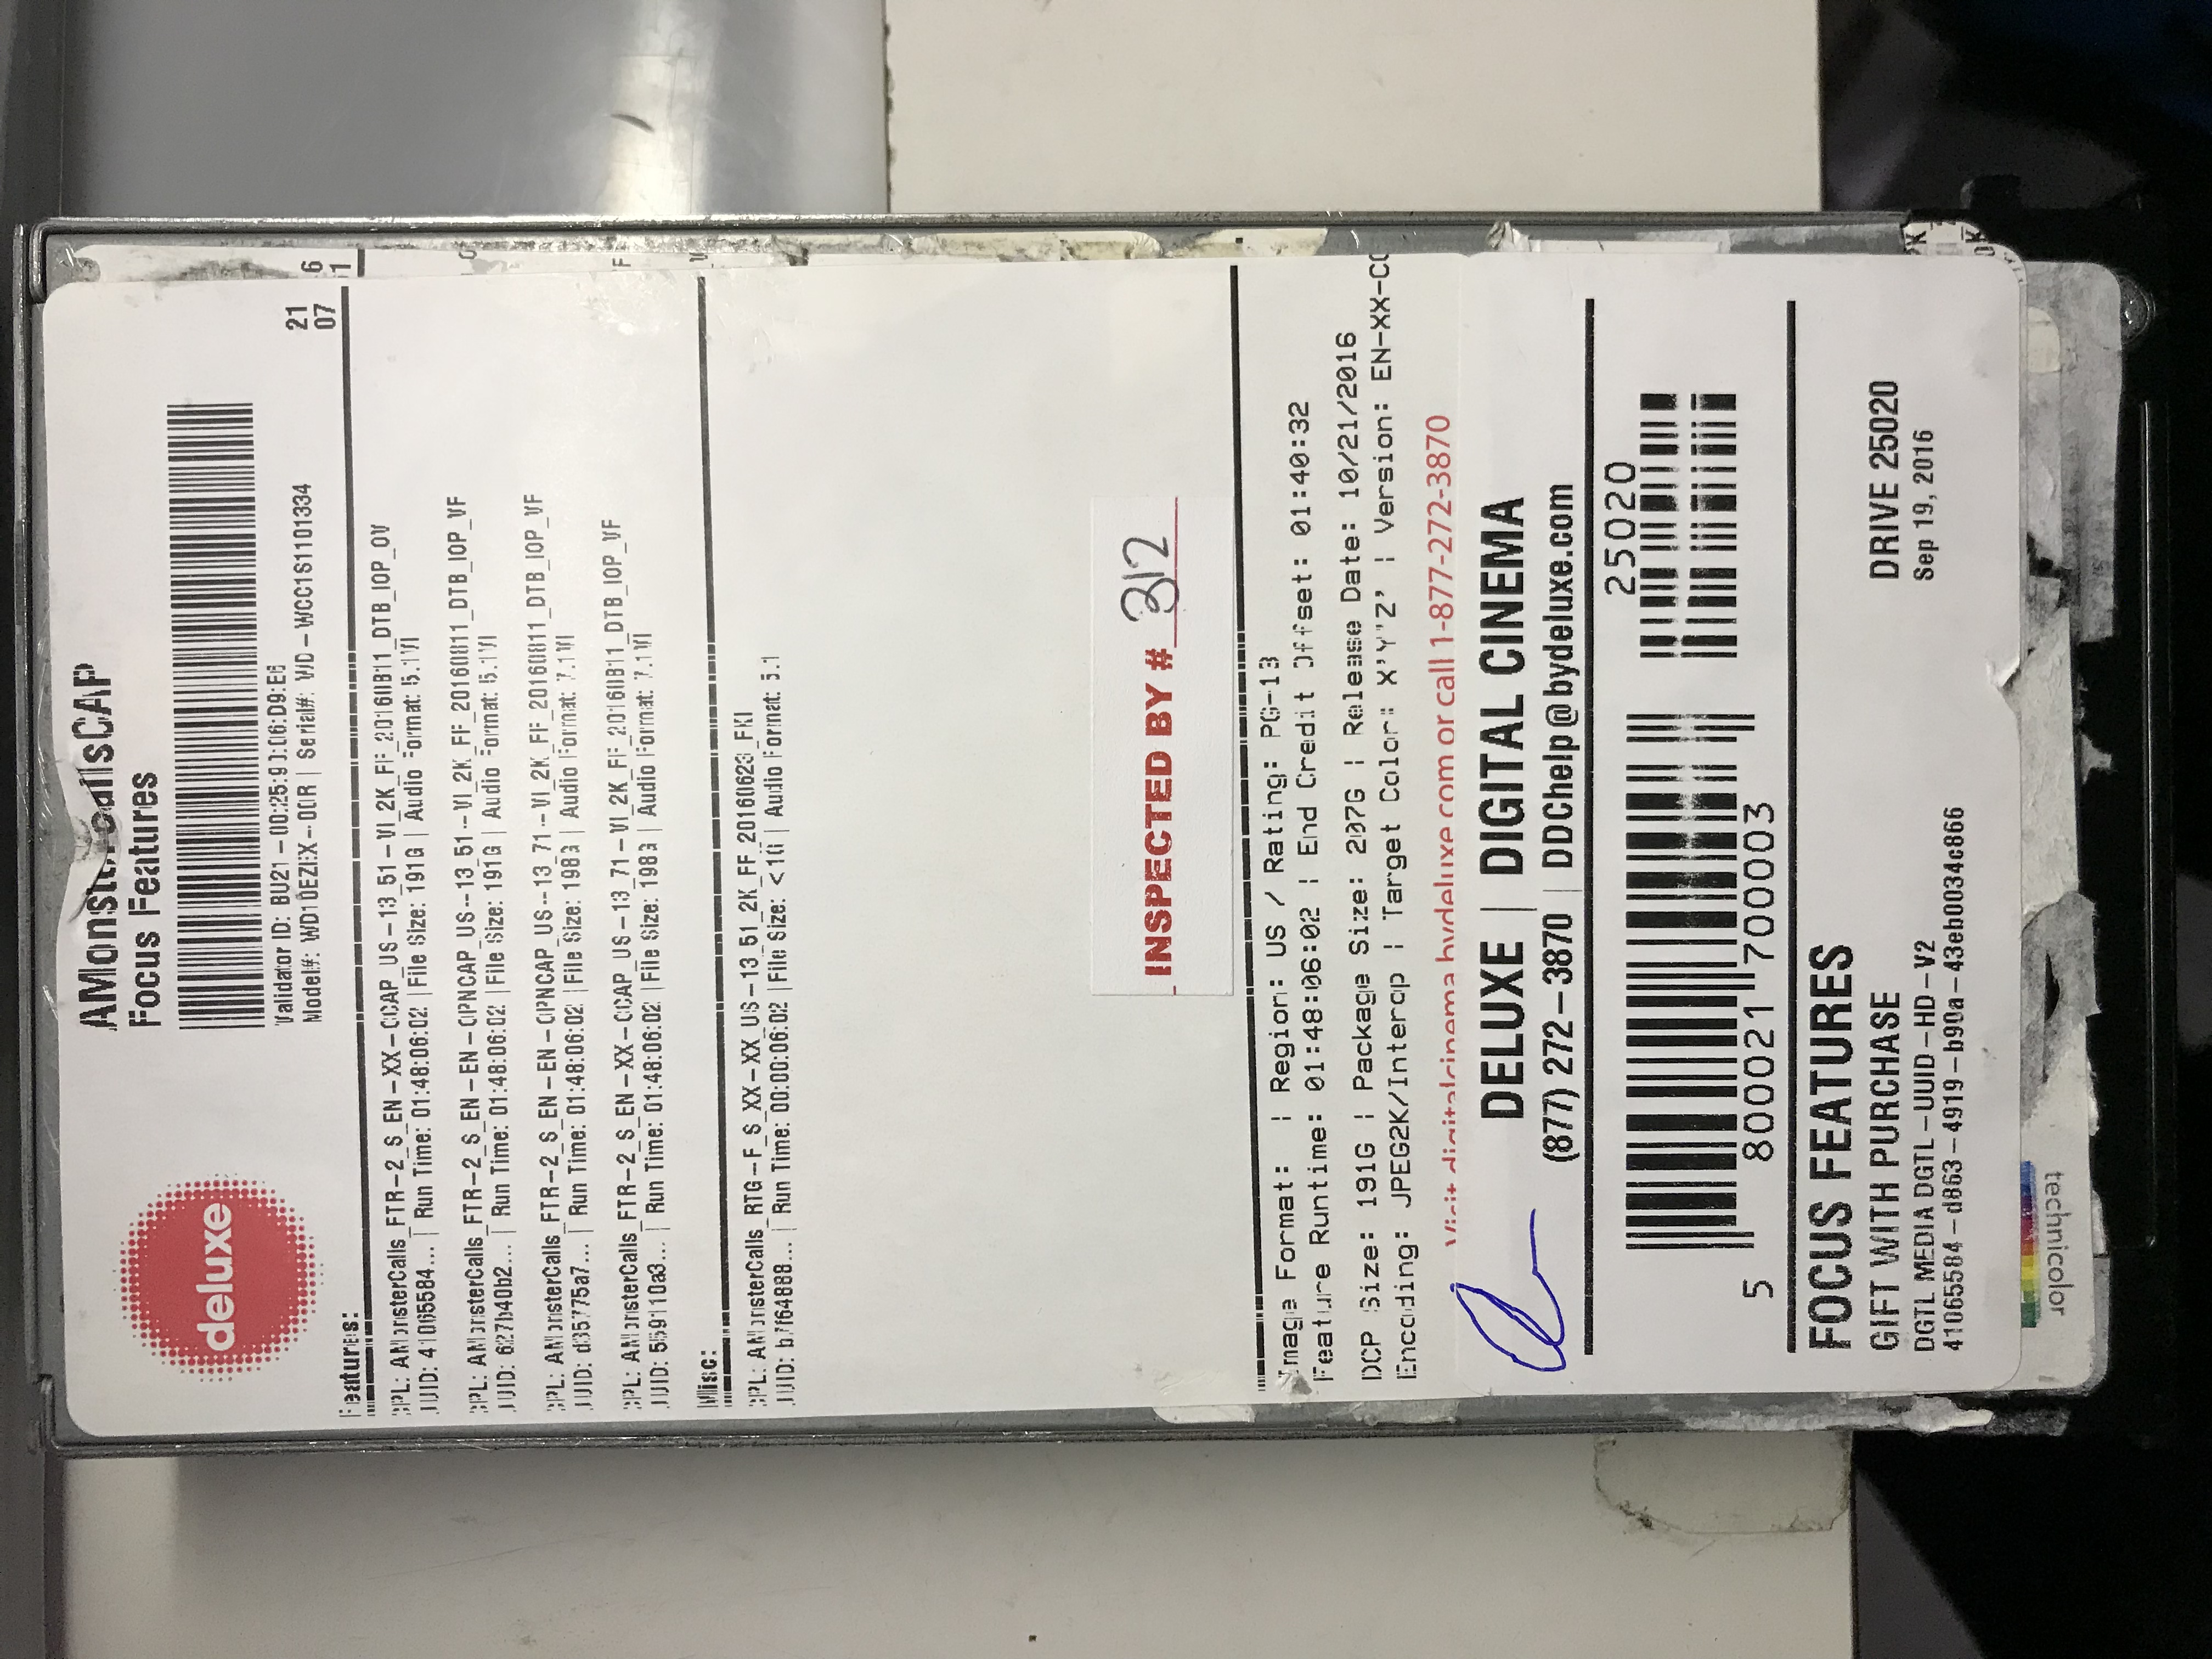 deluxe
AMonsterCallsCAP
Focus Features
Validator ID: BU21-00:25:90:06:D9:E6
Model#: WD10EZEX-00R | Serial#: WD-WCC1S1101334
21
07
6
1
Features:
CPL: AMonsterCalls_FTR-2_S_EN-XX-CCAP_US-13_51-VI_2K_FF_20160811_DTB_IOP_OV
UUID: 41065584... | Run Time: 01:48:06:02 | File Size: 191G | Audio Format: 5.1VI
CPL: AMonsterCalls_FTR-2_S_EN-EN-OPNCAP_US-13_51-VI_2K_FF_20160811_DTB_IOP_VF
UUID: 627b40b2... | Run Time: 01:48:06:02 | File Size: 191G | Audio Format: 5.1VI
CPL: AMonsterCalls_FTR-2_S_EN-EN-OPNCAP_US-13_71-VI_2K_FF_20160811_DTB_IOP_VF
UUID: d35775a7... | Run Time: 01:48:06:02 | File Size: 198G | Audio Format: 7.1VI
CPL: AMonsterCalls_FTR-2_S_EN-XX-CCAP_US-13_71-VI_2K_FF_20160811_DTB_IOP_VF
UUID: 559110a3... | Run Time: 01:48:06:02 | File Size: 198G | Audio Format: 7.1VI
Misc:
CPL: AMonsterCalls_RTG-F_S_XX-XX_US-13_51_2K_FF_20160623_FKI
UUID: b7f64888... | Run Time: 00:00:06:02 | File Size: <1G | Audio Format: 5.1
INSPECTED BY # 312
Image Format: | Region: US / Rating: PG-13
Feature Runtime: 01:48:06:02 | End Credit Offset: 01:40:32
DCP Size: 191G | Package Size: 207G | Release Date: 10/21/2016
Encoding: JPEG2K/Interop | Target Color: X'Y'Z' | Version: EN-XX-CC
Visit digitalcinema.bydeluxe.com or call 1-877-272-3870
DELUXE | DIGITAL CINEMA
(877) 272-3870 | DDChelp@bydeluxe.com
25020
5 800021 700003
FOCUS FEATURES
GIFT WITH PURCHASE
DRIVE 25020
DGTL MEDIA DGTL-UUID-HD-V2
Sep 19, 2016
41065584-d863-4919-b90a-43eb0034c866
technicolor